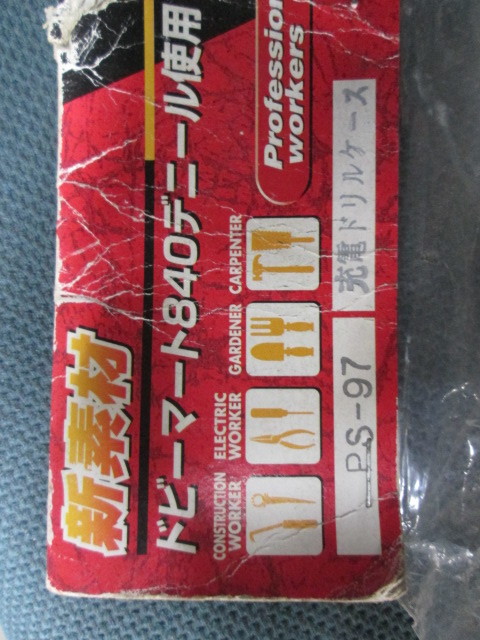 新素材
ドビーマート840デニール使用
Profession
workers
CONSTRUCTION
WORKER
ELECTRIC
WORKER
GARDENER
CARPENTER
PS-97
充電ドリルケース